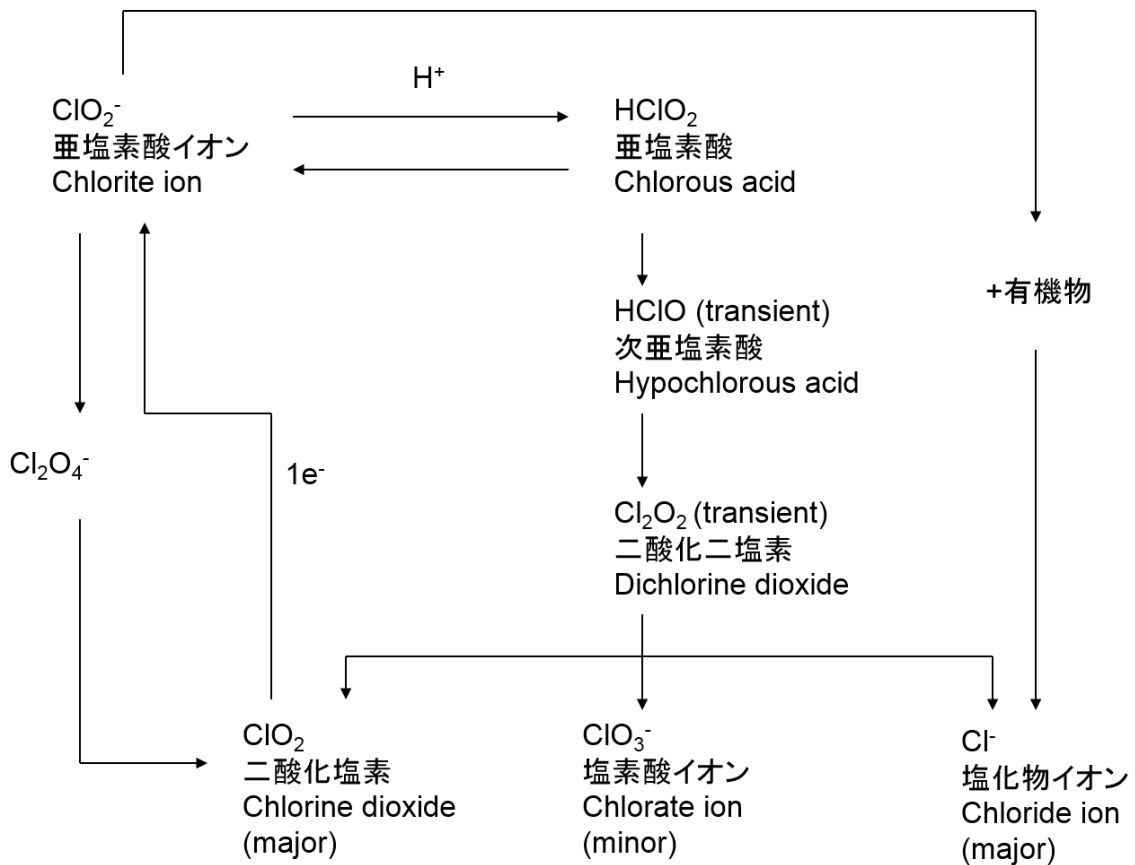 H⁺
ClO₂⁻
亜塩素酸イオン
Chlorite ion
HClO₂
亜塩素酸
Chlorous acid
+有機物
HClO (transient)
次亜塩素酸
Hypochlorous acid
Cl₂O₄⁻
1e⁻
Cl₂O₂ (transient)
二酸化二塩素
Dichlorine dioxide
ClO₂
二酸化塩素
Chlorine dioxide
(major)
ClO₃⁻
塩素酸イオン
Chlorate ion
(minor)
Cl⁻
塩化物イオン
Chloride ion
(major)